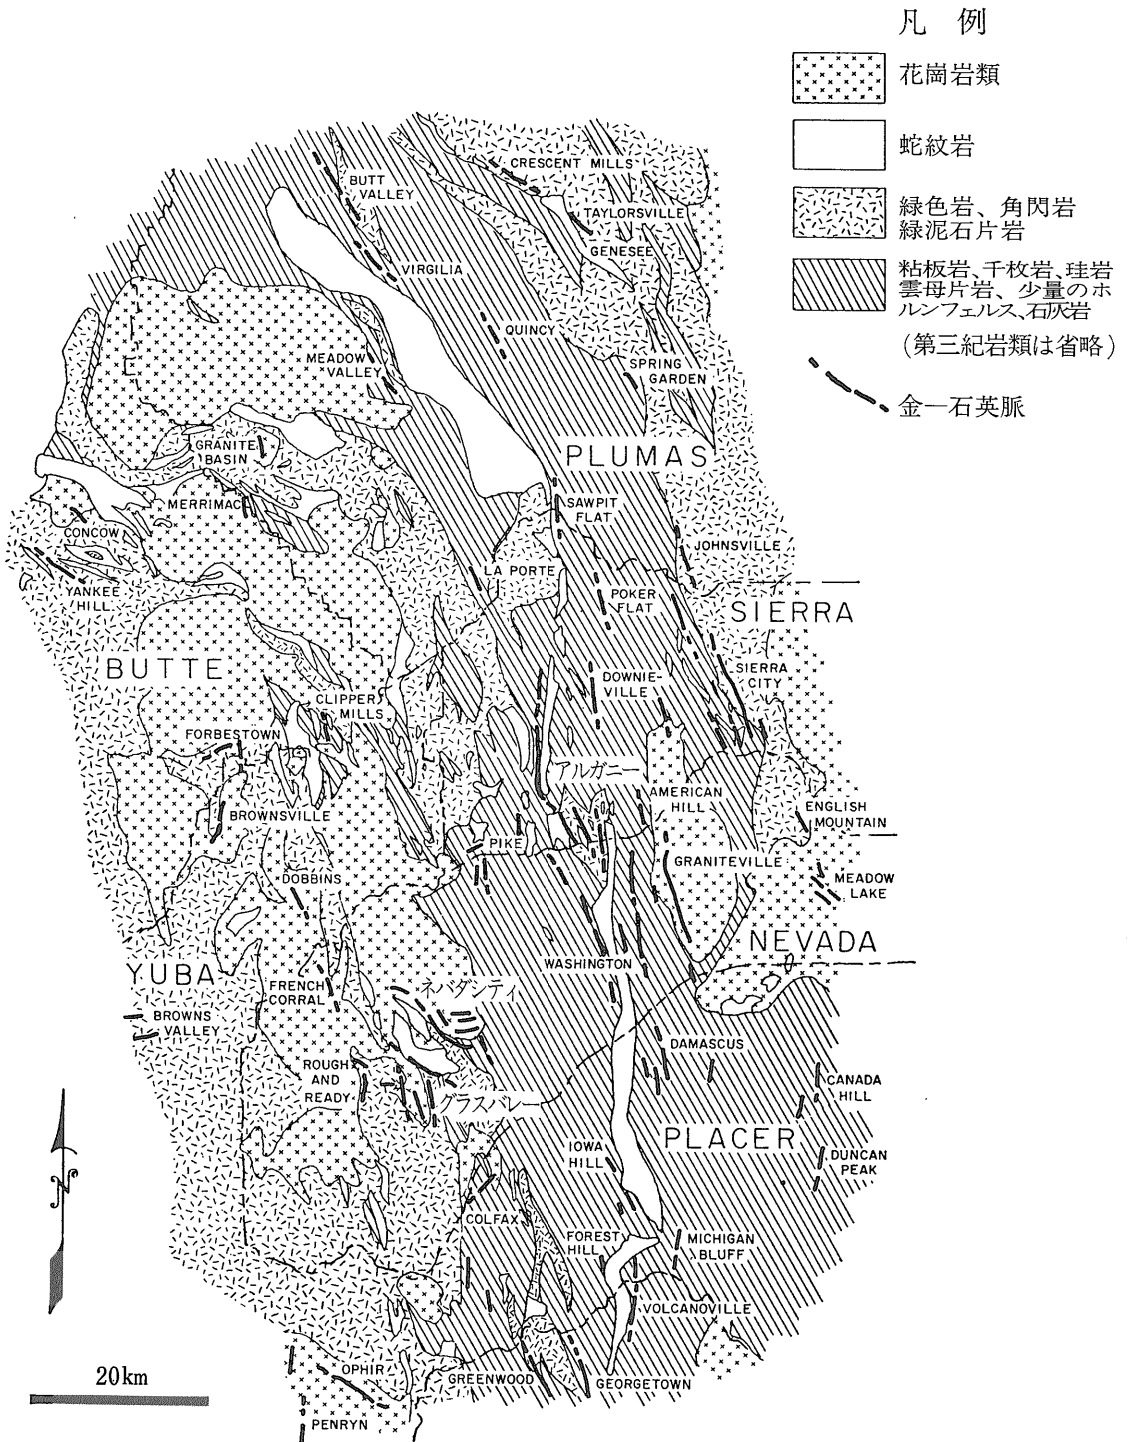 凡 例
花崗岩類
蛇紋岩
緑色岩、角閃岩
緑泥石片岩
粘板岩、千枚岩、珪岩
雲母片岩、少量のホ
ルンフェルス、石灰岩
(第三紀岩類は省略)
金—石英脈
CRESCENT MILLS
BUTT
VALLEY
TAYLORSVILLE
GENESEE
VIRGILIA
QUINCY
MEADOW
VALLEY
SPRING
GARDEN
GRANITE
BASIN
PLUMAS
MERRIMAC
SAWPIT
FLAT
CONCOW
JOHNSVILLE
LA PORTE
YANKEE
HILL
POKER
FLAT
SIERRA
BUTTE
SIERRA
CITY
DOWNIE-
VILLE
CLIPPER
MILLS
FORBESTOWN
アルガニー
AMERICAN
HILL
ENGLISH
MOUNTAIN
BROWNSVILLE
PIKE
GRANITEVILLE
DOBBINS
MEADOW
LAKE
NEVADA
YUBA
WASHINGTON
FRENCH
CORRAL
ネバダシティ
BROWNS
VALLEY
DAMASCUS
ROUGH
AND
READY
CANADA
HILL
グラスバレー
PLACER
IOWA
HILL
DUNCAN
PEAK
COLFAX
FOREST
HILL
MICHIGAN
BLUFF
VOLCANOVILLE
N
20km
OPHIR
GREENWOOD
GEORGETOWN
PENRYN